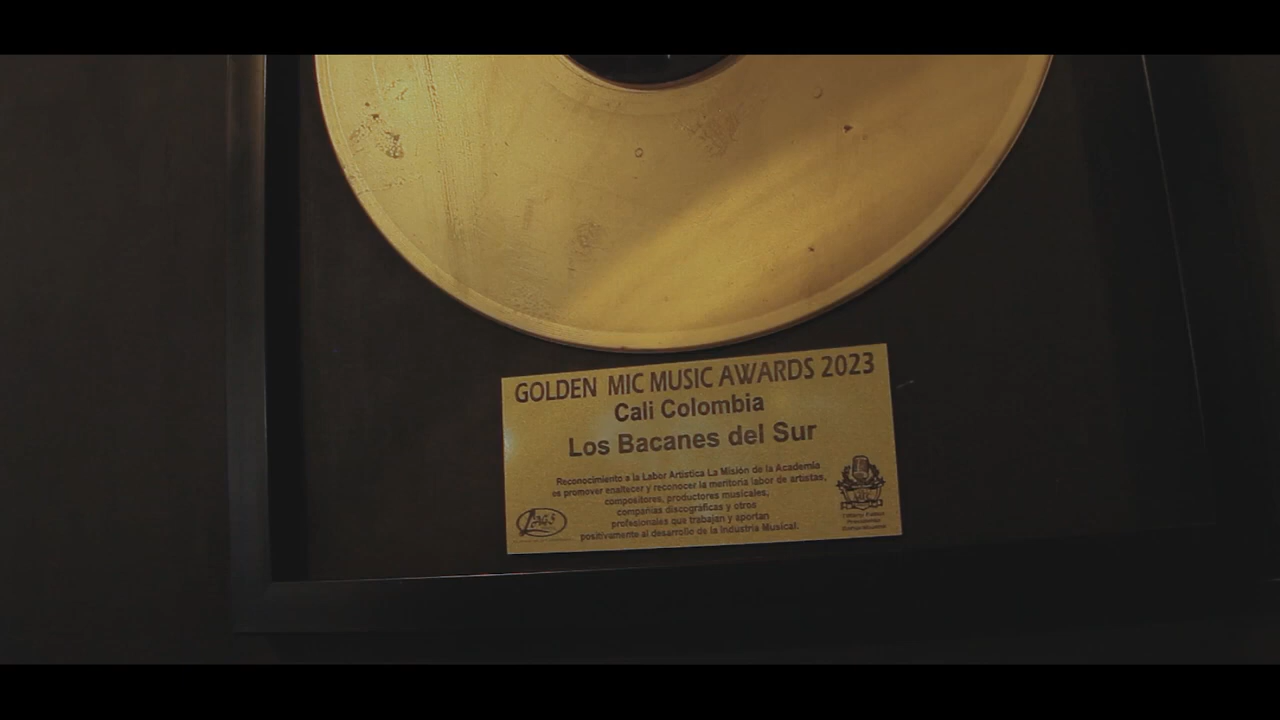 GOLDEN MIC MUSIC AWARDS 2023
Cali Colombia
Los Bacanes del Sur
Reconocimiento a la Labor Artística La Misión de la Academia
es promover enaltecer y reconocer la meritoria labor de artistas,
compositores, productores musicales,
compañias discográficas y otros
profesionales que trabajan y aportan
positivamente al desarrollo de la Industria Musical.